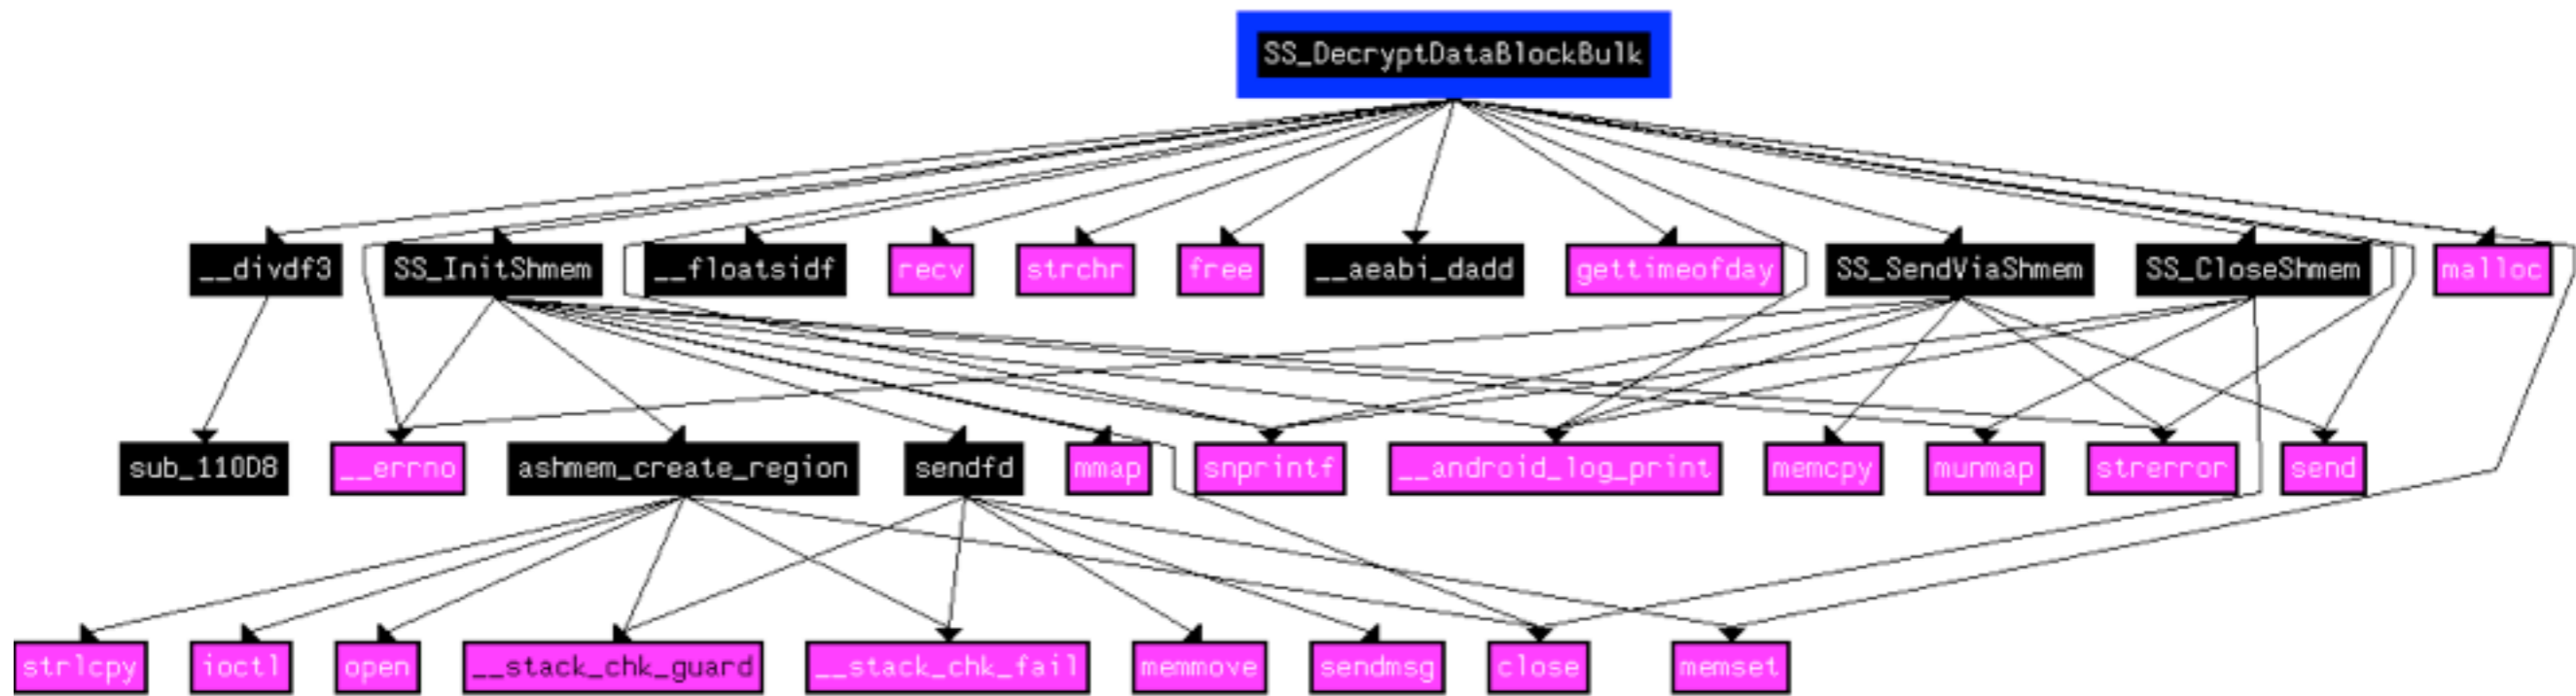 SS_DecryptDataBlockBulk
__divdf3
SS_InitShmem
__floatsidf
recv
strchr
free
__aeabi_dadd
gettimeofday
SS_SendViaShmem
SS_CloseShmem
malloc
sub_110D8
__errno
ashmem_create_region
sendfd
mmap
snprintf
__android_log_print
memcpy
munmap
strerror
send
strlcpy
ioctl
open
__stack_chk_guard
__stack_chk_fail
memmove
sendmsg
close
memset